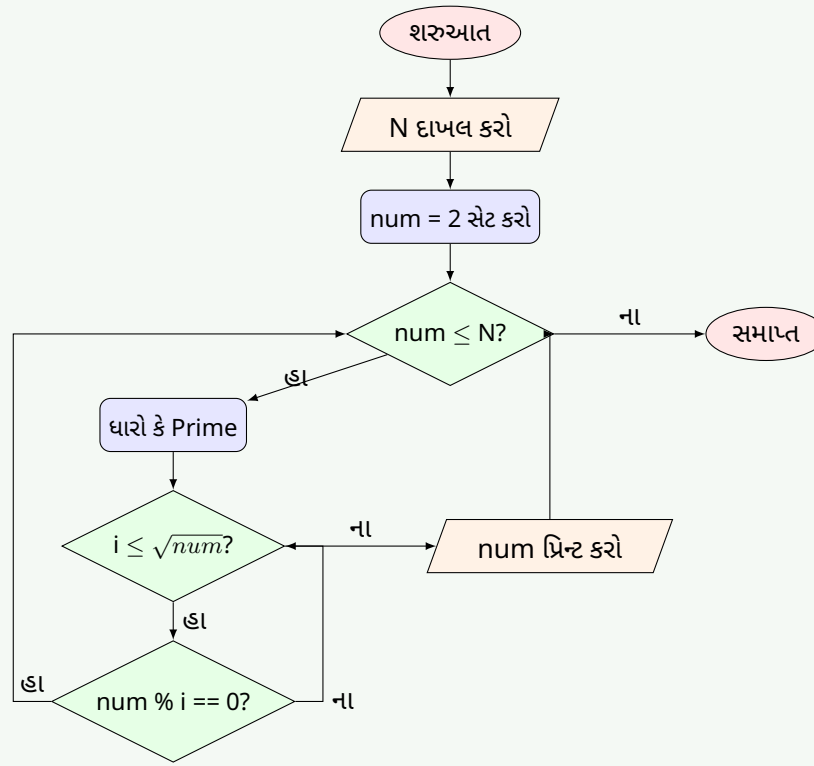 શરુઆત
N દાખલ કરો
num = 2 સેટ કરો
num ≤ N?
ના
સમાપ્ત
હા
ધારો કે Prime
i ≤ √num?
ના
num પ્રિન્ટ કરો
હા
num % i == 0?
હા
ના